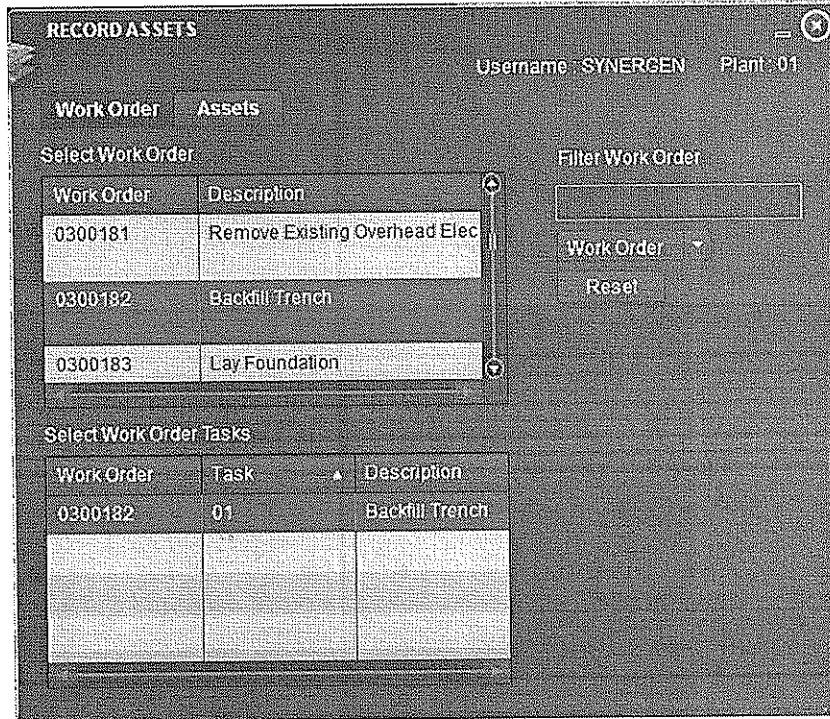 RECORD ASSETS
Username : SYNERGEN Plant : 01
Work Order Assets
Select Work Order
Filter Work Order
Work Order Description
0300181 Remove Existing Overhead Elec
Work Order
0300182 Backfill Trench
Reset
0300183 Lay Foundation
Select Work Order Tasks
Work Order Task Description
0300182 01 Backfill Trench